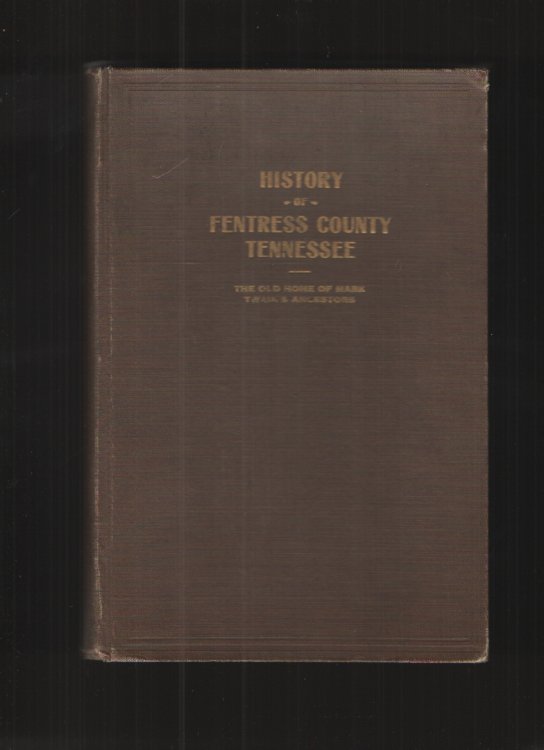 HISTORY
OF
FENTRESS COUNTY
TENNESSEE
THE OLD HOME OF MARK
TWAIN'S ANCESTORS